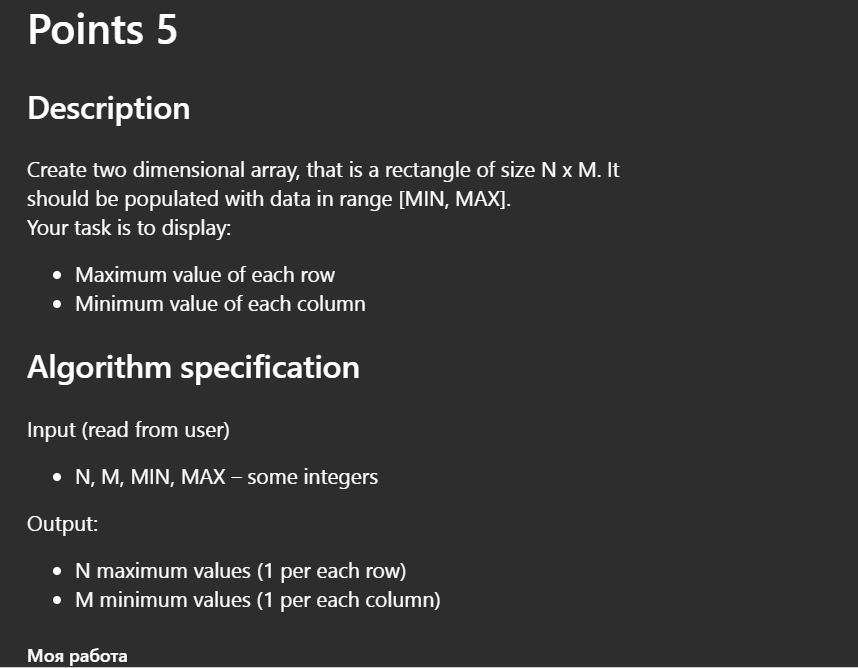 Points 5
Description
Create two dimensional array, that is a rectangle of size N x M. It
should be populated with data in range [MIN, MAX].
Your task is to display:
• Maximum value of each row
• Minimum value of each column
Algorithm specification
Input (read from user)
• N, M, MIN, MAX – some integers
Output:
• N maximum values (1 per each row)
• M minimum values (1 per each column)
Моя работа